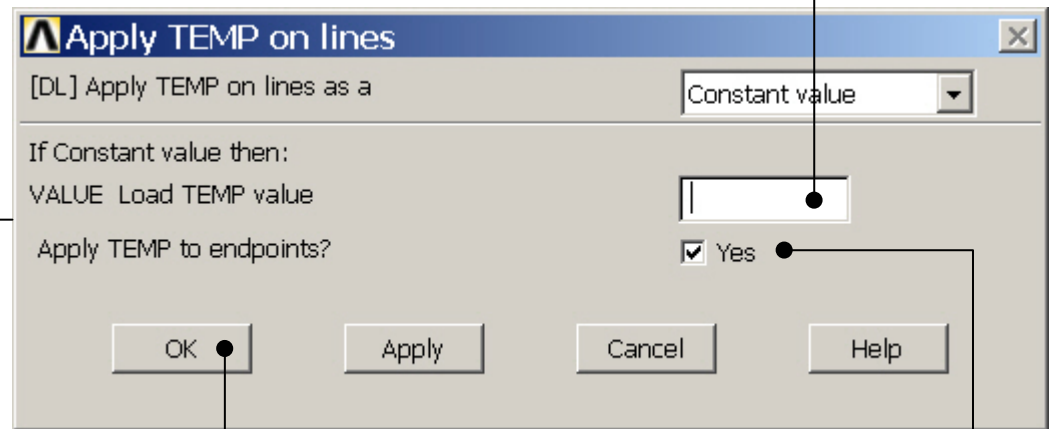 Apply TEMP on lines
[DL] Apply TEMP on lines as a Constant value
If Constant value then:
VALUE Load TEMP value
Apply TEMP to endpoints? Yes
OK Apply Cancel Help